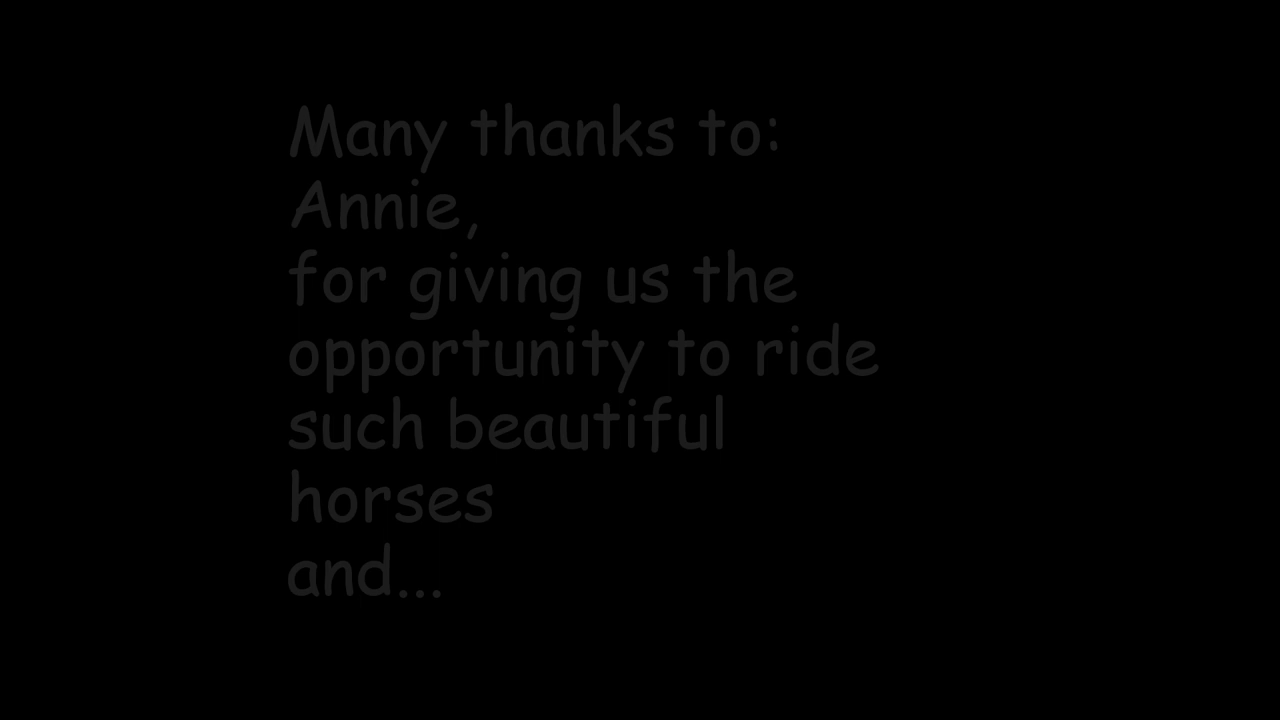 Many thanks to:
Annie,
for giving us the
opportunity to ride
such beautiful
horses
and...